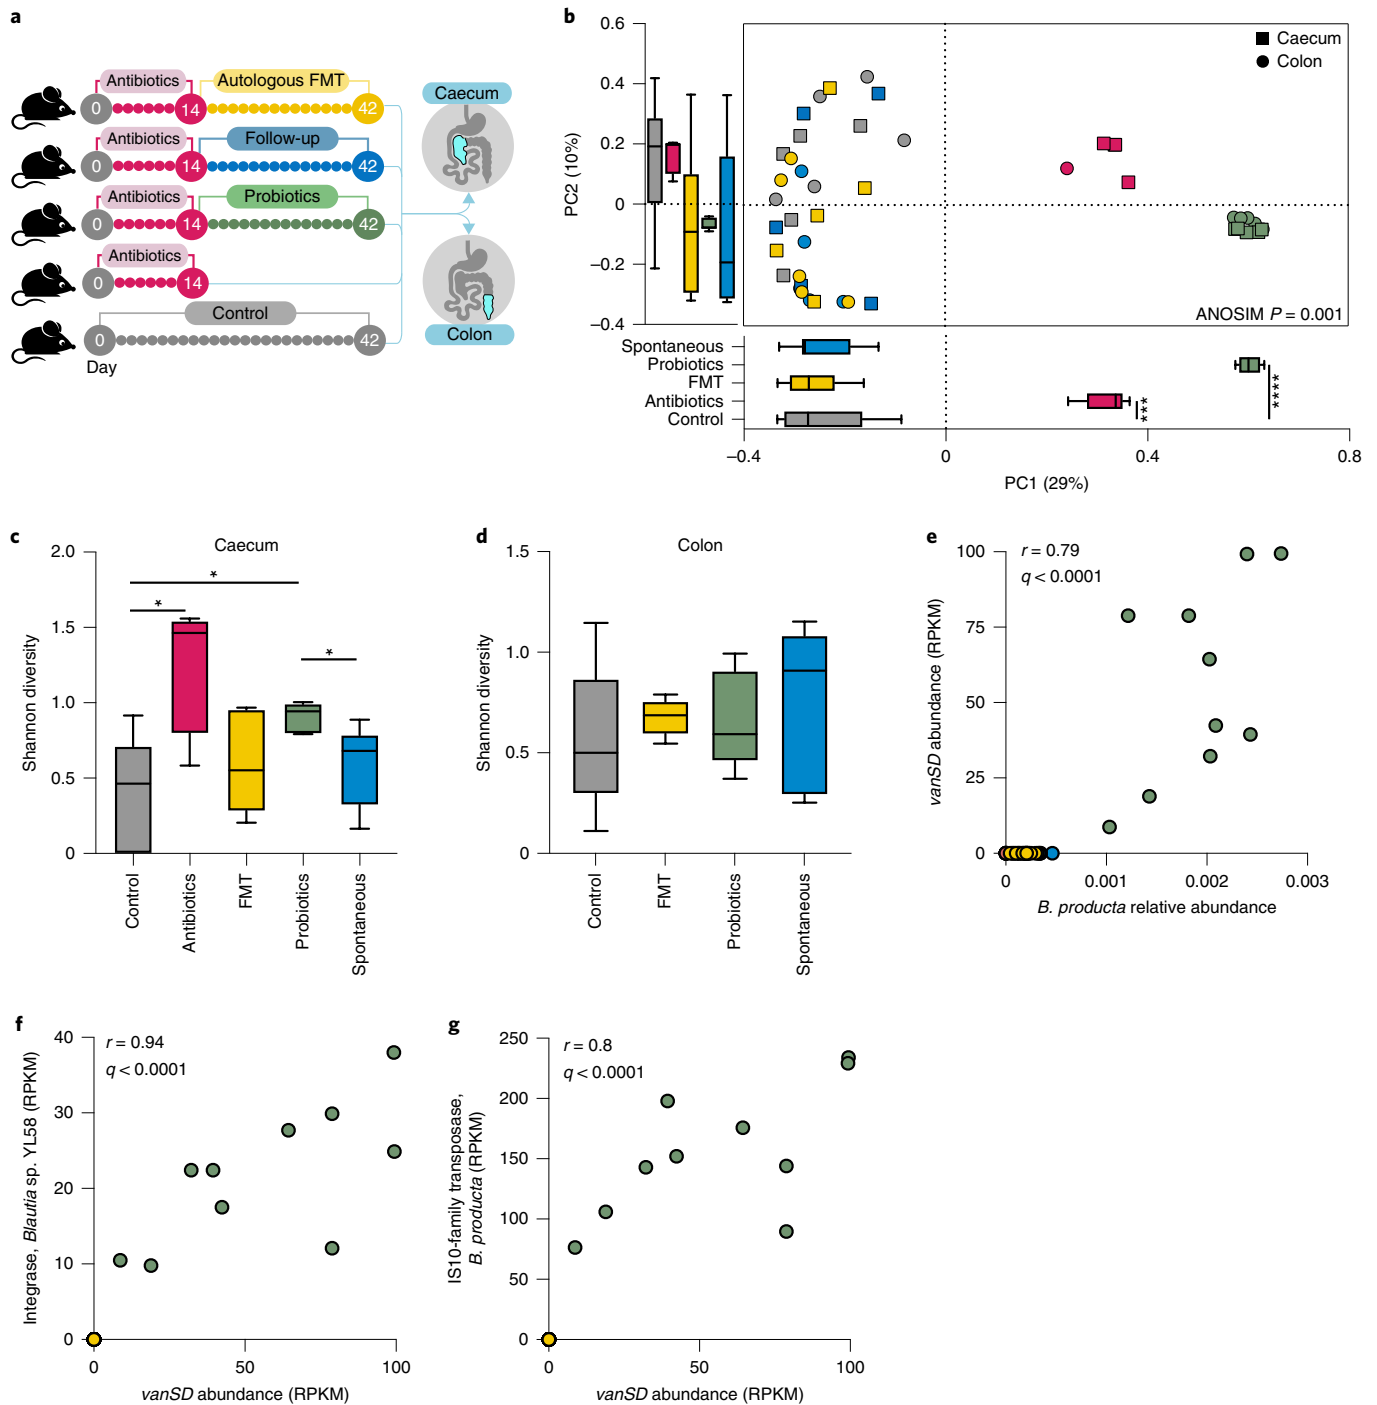 a
Antibiotics
Autologous FMT
0
14
42
Antibiotics
Follow-up
0
14
42
Antibiotics
Probiotics
0
14
42
Antibiotics
0
14
Control
0
42
Day
Caecum
Colon
b
0.6
0.4
0.2
0
−0.2
−0.4
PC2 (10%)
Caecum
Colon
ANOSIM P = 0.001
Spontaneous
Probiotics
FMT
Antibiotics
Control
****
***
−0.4
0
0.4
0.8
PC1 (29%)
c
Caecum
2.0
1.5
1.0
0.5
0
Shannon diversity
*
*
*
Control
Antibiotics
FMT
Probiotics
Spontaneous
d
Colon
1.5
1.0
0.5
0
Shannon diversity
Control
FMT
Probiotics
Spontaneous
e
r = 0.79
q < 0.0001
100
75
50
25
0
vanSD abundance (RPKM)
0
0.001
0.002
0.003
B. producta relative abundance
f
r = 0.94
q < 0.0001
40
30
20
10
0
Integrase, Blautia sp. YL58 (RPKM)
0
50
100
vanSD abundance (RPKM)
g
r = 0.8
q < 0.0001
250
200
150
100
50
0
IS10-family transposase,
B. producta (RPKM)
0
50
100
vanSD abundance (RPKM)